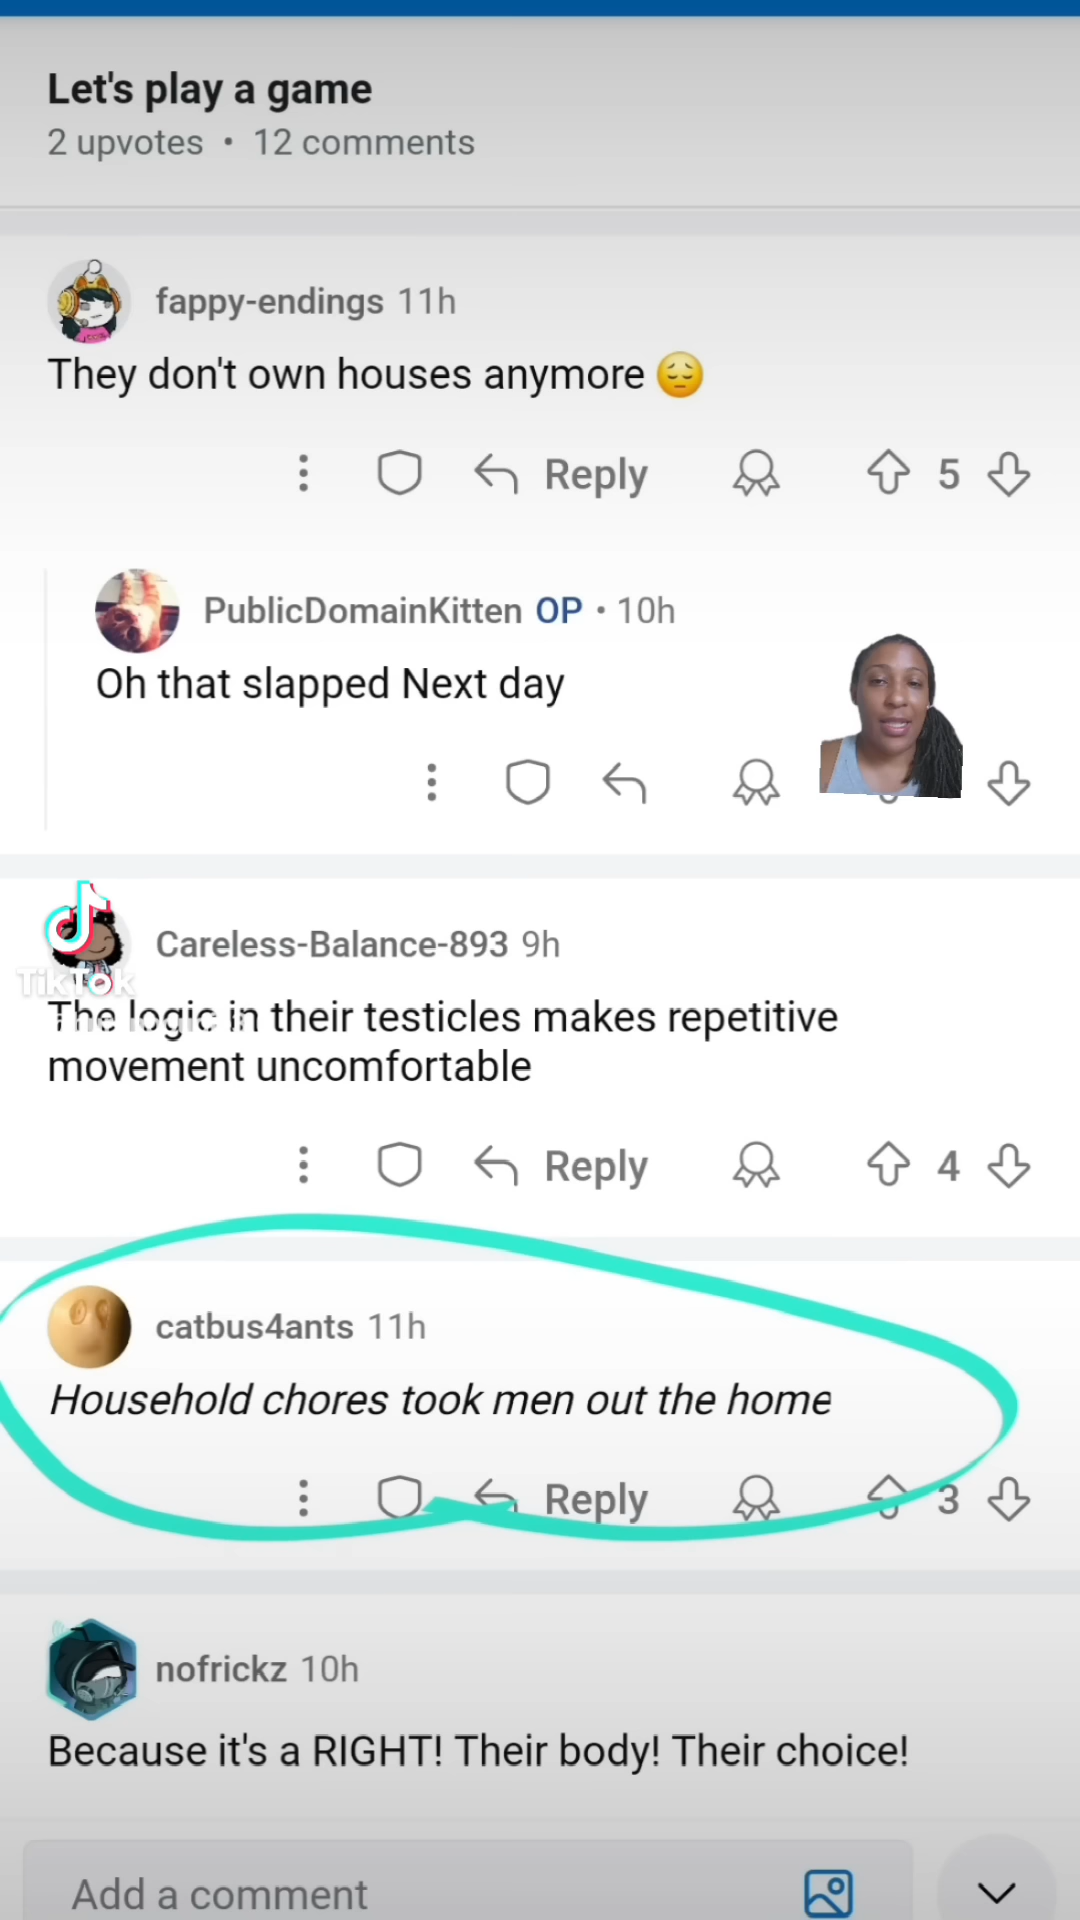 Let's play a game
2 upvotes • 12 comments
fappy-endings 11h
They don't own houses anymore 😔
Reply
5
PublicDomainKitten OP • 10h
Oh that slapped Next day
TikTok
Careless-Balance-893 9h
The logic in their testicles makes repetitive
movement uncomfortable
Reply
4
catbus4ants 11h
Household chores took men out the home
Reply
3
nofrickz 10h
Because it's a RIGHT! Their body! Their choice!
Add a comment